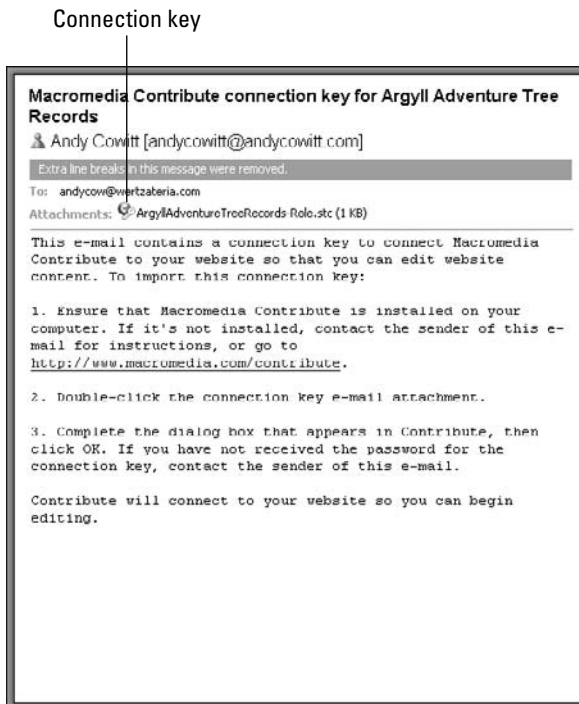 Connection key
Macromedia Contribute connection key for Argyll Adventure Tree
Records
Andy Cowitt [andycowitt@andycowitt.com]
Extra line breaks in this message were removed.
To: andycow@wertzateria.com
Attachments: ArgyllAdventureTreeRecords-Role.stc (1 KB)
This e-mail contains a connection key to connect Macromedia
Contribute to your website so that you can edit website
content. To import this connection key:
1. Ensure that Macromedia Contribute is installed on your
computer. If it's not installed, contact the sender of this e-
mail for instructions, or go to
http://www.macromedia.com/contribute.
2. Double-click the connection key e-mail attachment.
3. Complete the dialog box that appears in Contribute, then
click OK. If you have not received the password for the
connection key, contact the sender of this e-mail.
Contribute will connect to your website so you can begin
editing.